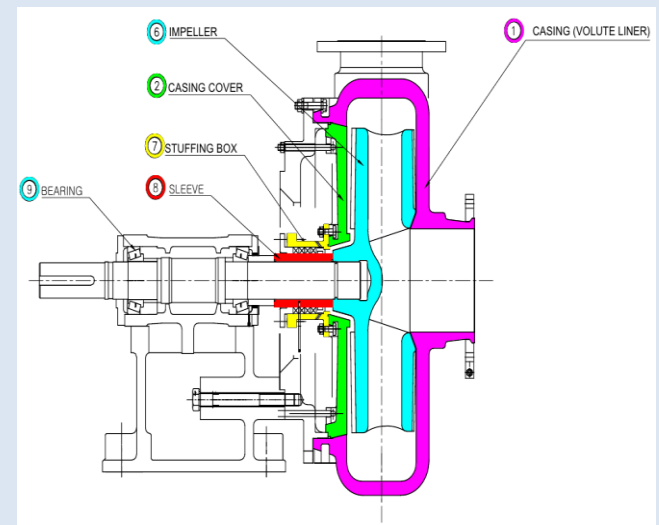 ⑥ IMPELLER
① CASING (VOLUTE LINER)
② CASING COVER
⑦ STUFFING BOX
⑧ SLEEVE
⑨ BEARING